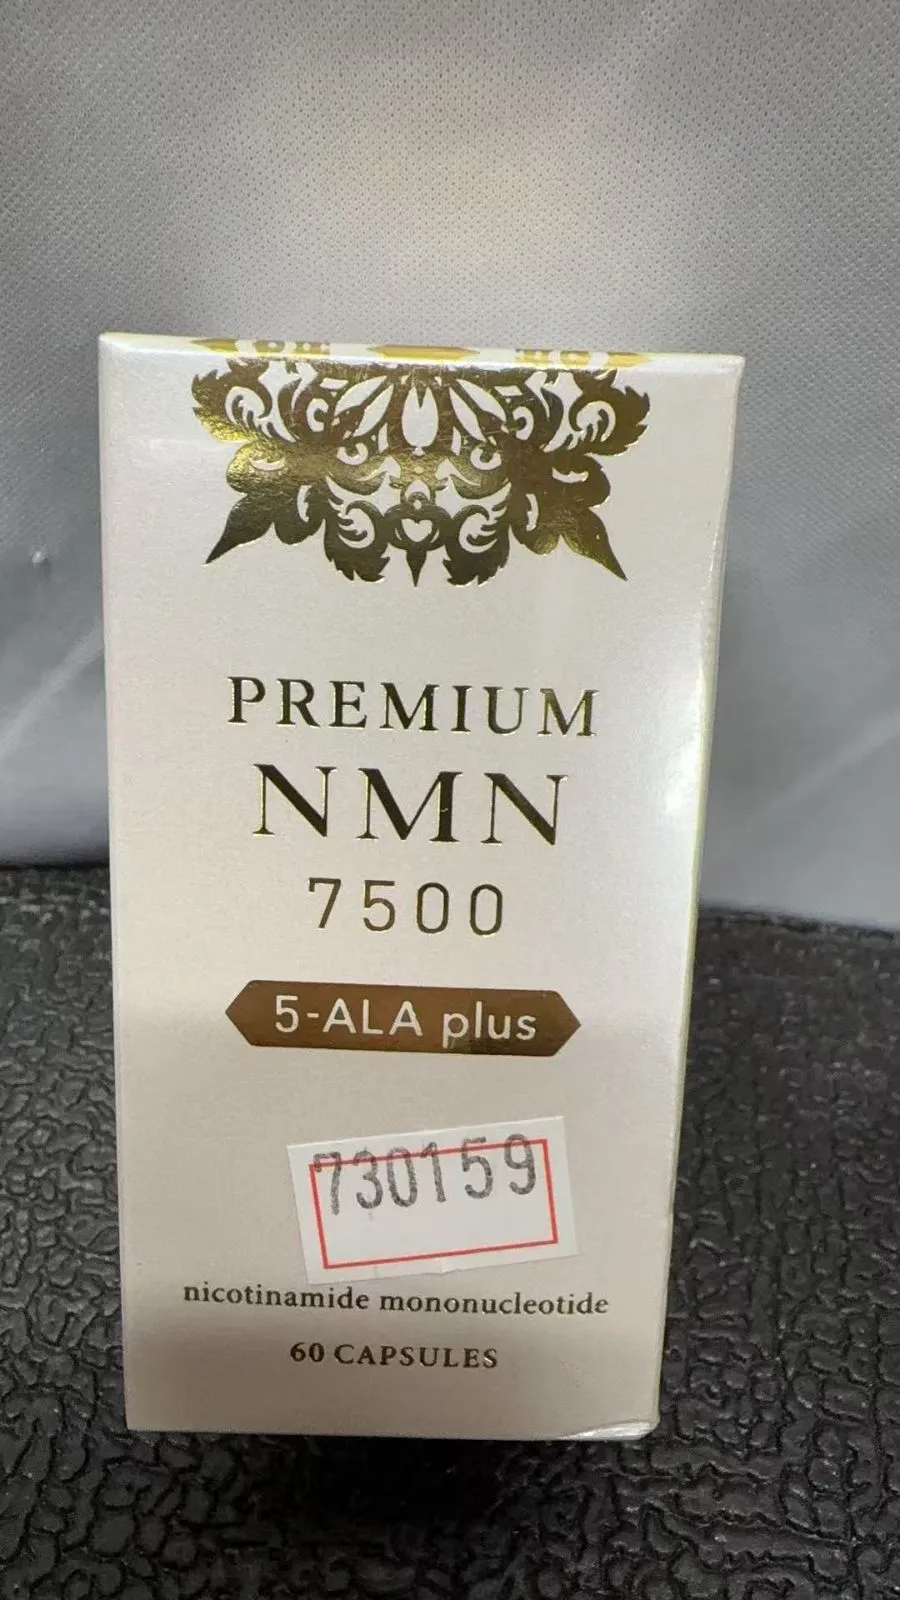 PREMIUM
NMN
7500
5-ALA plus
730159
nicotinamide mononucleotide
60 CAPSULES